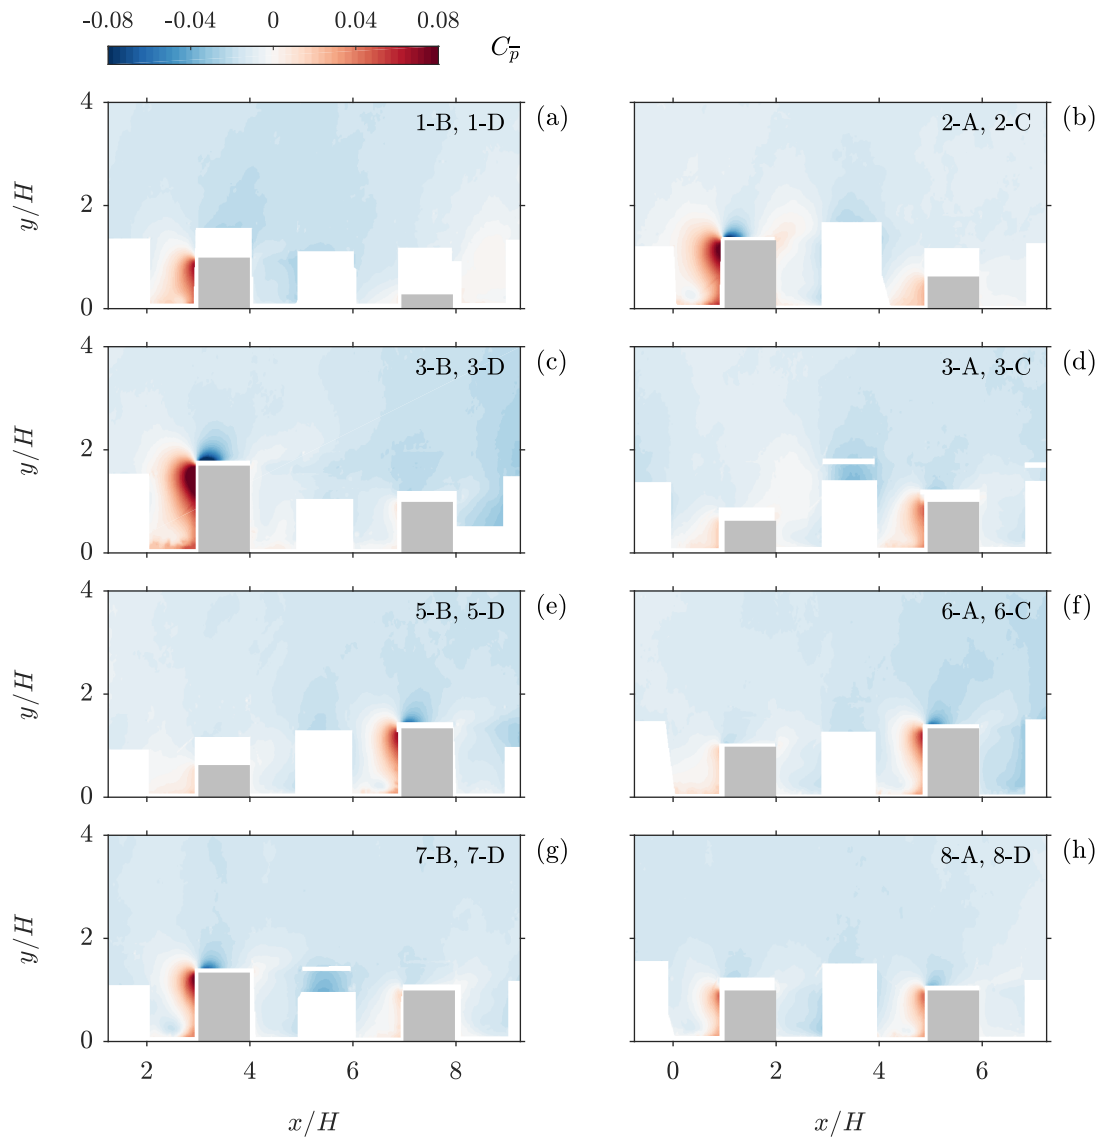 -0.08 -0.04 0 0.04 0.08
C_p̅
4 1-B, 1-D (a) 2-A, 2-C (b)
y/H
2
0
4 3-B, 3-D (c) 3-A, 3-C (d)
y/H
2
0
4 5-B, 5-D (e) 6-A, 6-C (f)
y/H
2
0
4 7-B, 7-D (g) 8-A, 8-D (h)
y/H
2
0
2 4 6 8 0 2 4 6
x/H x/H